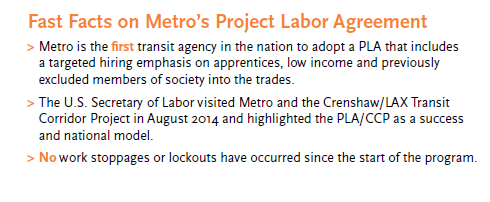 Fast Facts on Metro's Project Labor Agreement
> Metro is the first transit agency in the nation to adopt a PLA that includes
a targeted hiring emphasis on apprentices, low income and previously
excluded members of society into the trades.
> The U.S. Secretary of Labor visited Metro and the Crenshaw/LAX Transit
Corridor Project in August 2014 and highlighted the PLA/CCP as a success
and national model.
> No work stoppages or lockouts have occurred since the start of the program.